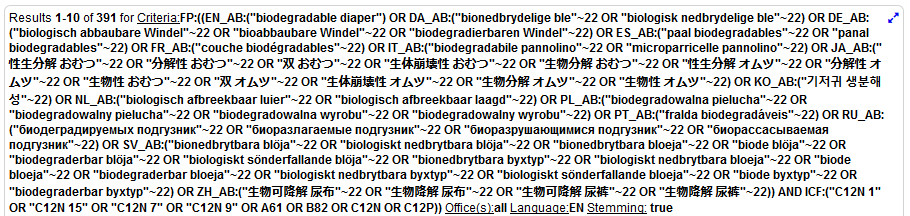 Results 1-10 of 391 for Criteria:FP:((EN_AB:("biodegradable diaper") OR DA_AB:("bionedbrydelige ble"~22 OR "biologisk nedbrydelige ble"~22) OR DE_AB:
("biologisch abbaubare Windel"~22 OR "bioabbaubare Windel"~22 OR "biodegradierbaren Windel"~22) OR ES_AB:("paal biodegradables"~22 OR "panal
biodegradables"~22) OR FR_AB:("couche biodégradables"~22) OR IT_AB:("biodegradabile pannolino"~22 OR "microparricelle pannolino"~22) OR JA_AB:("
性生分解 おむつ"~22 OR "分解性 おむつ"~22 OR "双 おむつ"~22 OR "生体崩壊性 おむつ"~22 OR "生物分解 おむつ"~22 OR "性生分解 オムツ"~22 OR "分解性 オ
ムツ"~22 OR "生物性 おむつ"~22 OR "双 オムツ"~22 OR "生体崩壊性 オムツ"~22 OR "生物分解 オムツ"~22 OR "生物性 オムツ"~22) OR KO_AB:("기저귀 생분해
성"~22) OR NL_AB:("biologisch afbreekbaar luier"~22 OR "biologisch afbreekbaar laagd"~22) OR PL_AB:("biodegradowalna pielucha"~22 OR
"biodegradowalny pielucha"~22 OR "biodegradowalna wyrobu"~22 OR "biodegradowalny wyrobu"~22) OR PT_AB:("fralda biodegradáveis"~22) OR RU_AB:
("биодеградируемых подгузник"~22 OR "биоразлагаемые подгузник"~22 OR "биоразрушающимися подгузник"~22 OR "биорассасываемая
подгузник"~22) OR SV_AB:("bionedbrytbara blöja"~22 OR "biologiskt nedbrytbara blöja"~22 OR "bionedbrytbara bloeja"~22 OR "biode blöja"~22 OR
"biodegraderbar blöja"~22 OR "biologiskt sönderfallande blöja"~22 OR "bionedbrytbara byxtyp"~22 OR "biologiskt nedbrytbara bloeja"~22 OR "biode
bloeja"~22 OR "biodegraderbar bloeja"~22 OR "biologiskt nedbrytbara byxtyp"~22 OR "biologiskt sönderfallande bloeja"~22 OR "biode byxtyp"~22 OR
"biodegraderbar byxtyp"~22) OR ZH_AB:("生物可降解 尿布"~22 OR "生物降解 尿布"~22 OR "生物可降解 尿裤"~22 OR "生物降解 尿裤"~22)) AND ICF:("C12N 1"
OR "C12N 15" OR "C12N 7" OR "C12N 9" OR A61 OR B82 OR C12N OR C12P)) Office(s):all Language:EN Stemming: true